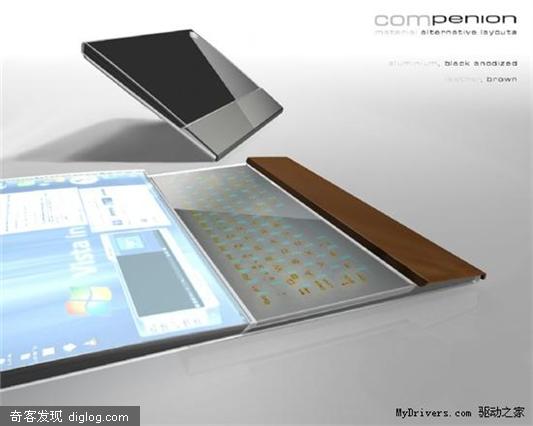 compenion
material alternative layouts
aluminium, black anodized
leather, brown
Vista In
奇客发现 diglog.com
MyDrivers.com 驱动之家